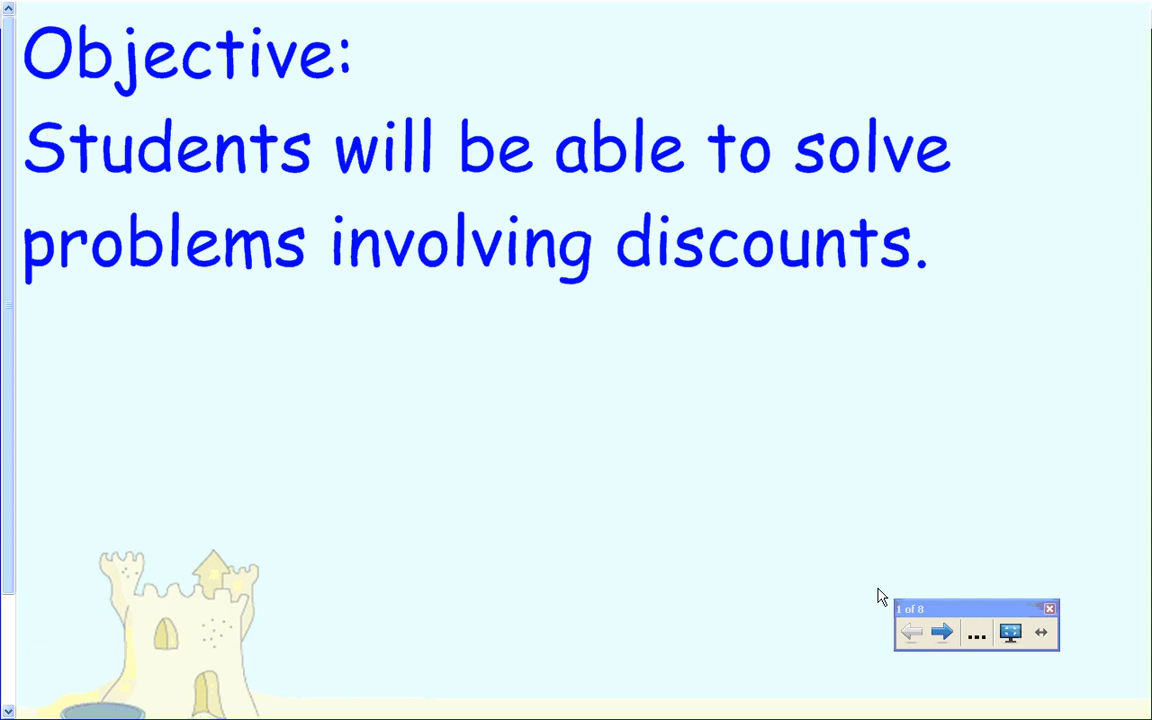 Objective:
Students will be able to solve
problems involving discounts.
1 of 8